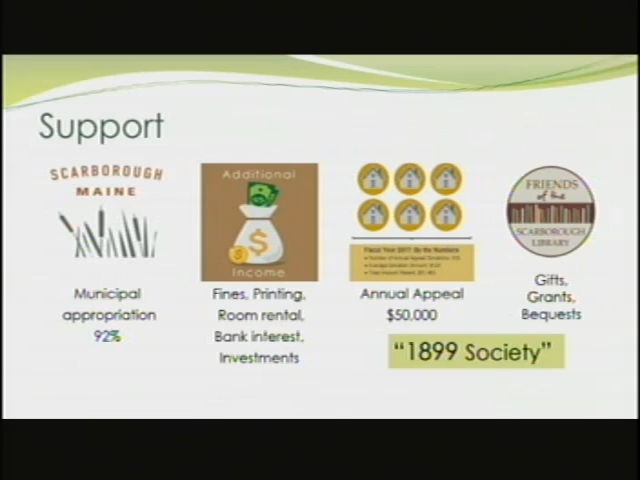 Support
SCARBOROUGH
MAINE
Municipal
appropriation
92%
Additional
Income
Fines, Printing,
Room rental,
Bank interest,
Investments
Fiscal Year 2017: By the Numbers
Annual Appeal
$50,000
FRIENDS
of the
SCARBOROUGH
LIBRARY
Gifts,
Grants,
Bequests
"1899 Society"